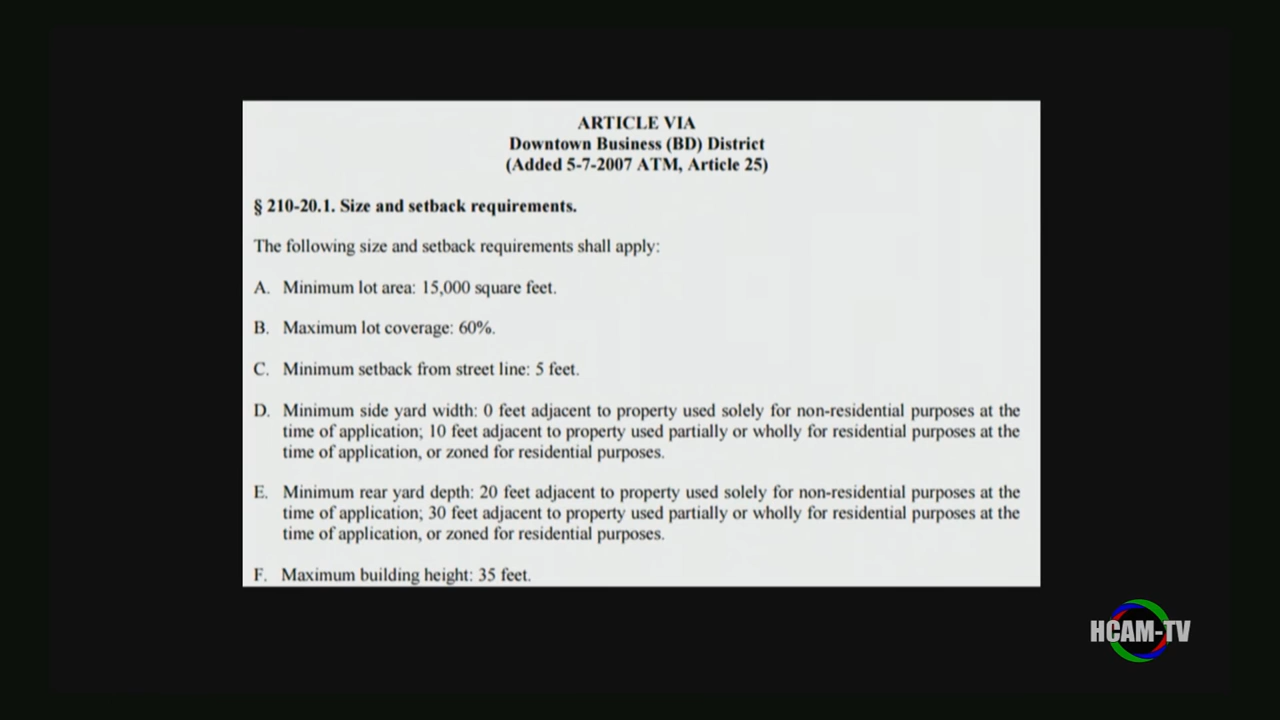 ARTICLE VIA
Downtown Business (BD) District
(Added 5-7-2007 ATM, Article 25)
§ 210-20.1. Size and setback requirements.
The following size and setback requirements shall apply:
A. Minimum lot area: 15,000 square feet.
B. Maximum lot coverage: 60%.
C. Minimum setback from street line: 5 feet.
D. Minimum side yard width: 0 feet adjacent to property used solely for non-residential purposes at the
time of application; 10 feet adjacent to property used partially or wholly for residential purposes at the
time of application, or zoned for residential purposes.
E. Minimum rear yard depth: 20 feet adjacent to property used solely for non-residential purposes at the
time of application; 30 feet adjacent to property used partially or wholly for residential purposes at the
time of application, or zoned for residential purposes.
F. Maximum building height: 35 feet.
HCAM-TV